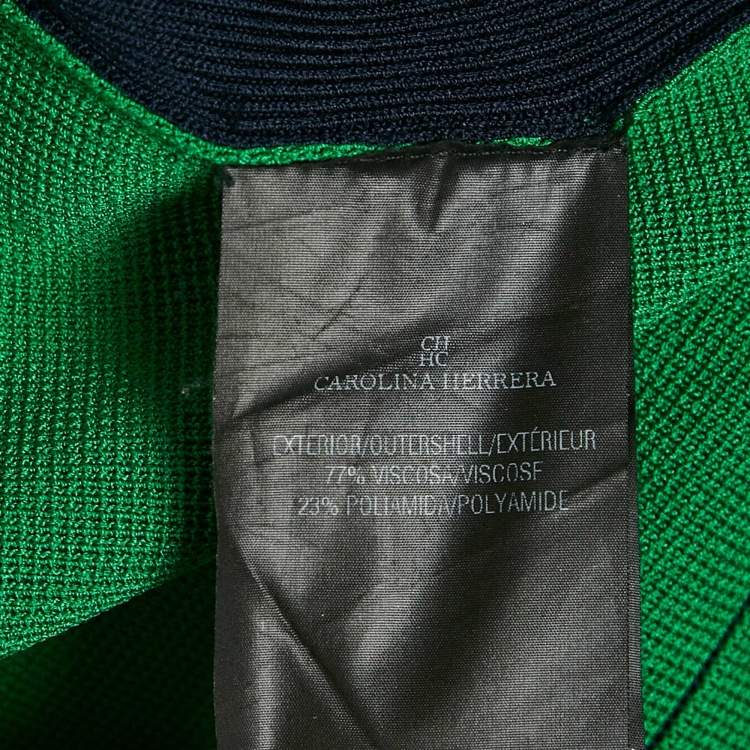 CH
HC
CAROLINA HERRERA
EXTERIOR/OUTERSHELL/EXTÉRIEUR
77% VISCOSA/VISCOSE
23% POLIAMIDA/POLYAMIDE